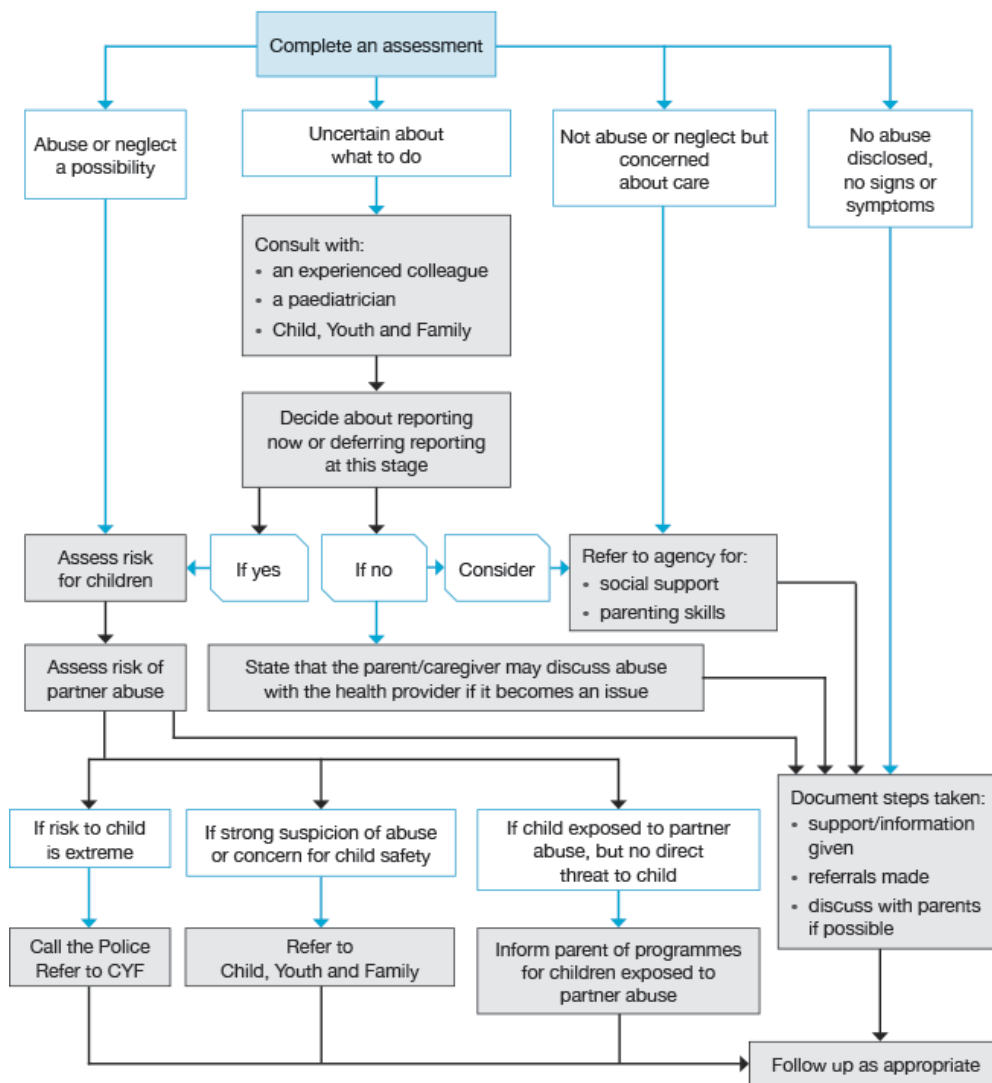 Complete an assessment
Abuse or neglect
a possibility
Uncertain about
what to do
Not abuse or neglect but
concerned
about care
No abuse
disclosed,
no signs or
symptoms
Consult with:
• an experienced colleague
• a paediatrician
• Child, Youth and Family
Decide about reporting
now or deferring reporting
at this stage
Assess risk
for children
If yes
If no
Consider
Refer to agency for:
• social support
• parenting skills
Assess risk of
partner abuse
State that the parent/caregiver may discuss abuse
with the health provider if it becomes an issue
If risk to child
is extreme
If strong suspicion of abuse
or concern for child safety
If child exposed to partner
abuse, but no direct
threat to child
Document steps taken:
• support/information
given
• referrals made
• discuss with parents
if possible
Call the Police
Refer to CYF
Refer to
Child, Youth and Family
Inform parent of programmes
for children exposed to
partner abuse
Follow up as appropriate